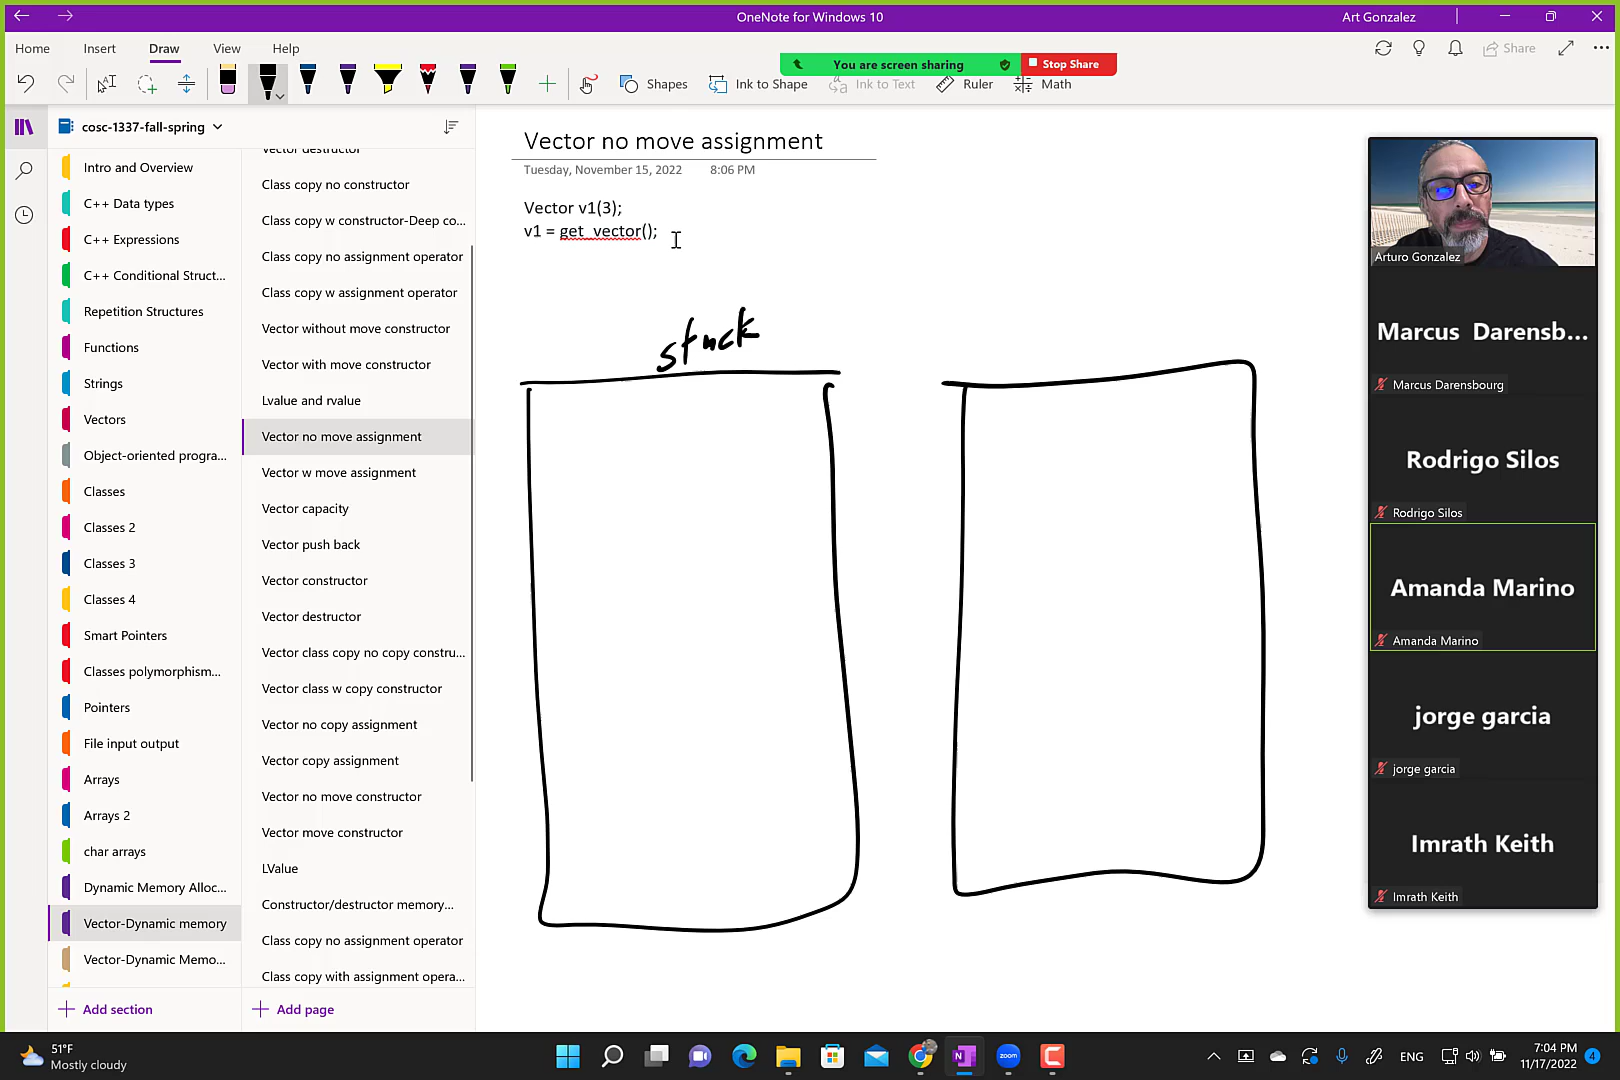 OneNote for Windows 10
Art Gonzalez
Home
Insert
Draw
View
Help
Share
You are screen sharing
Stop Share
Shapes
Ink to Shape
Ink to Text
Ruler
Math
cosc-1337-fall-spring
Intro and Overview
C++ Data types
C++ Expressions
C++ Conditional Struct...
Repetition Structures
Functions
Strings
Vectors
Object-oriented progra...
Classes
Classes 2
Classes 3
Classes 4
Smart Pointers
Classes polymorphism...
Pointers
File input output
Arrays
Arrays 2
char arrays
Dynamic Memory Alloc...
Vector-Dynamic memory
Vector-Dynamic Memo...
Add section
Vector destructor
Class copy no constructor
Class copy w constructor-Deep co...
Class copy no assignment operator
Class copy w assignment operator
Vector without move constructor
Vector with move constructor
Lvalue and rvalue
Vector no move assignment
Vector w move assignment
Vector capacity
Vector push back
Vector constructor
Vector destructor
Vector class copy no copy constru...
Vector class w copy constructor
Vector no copy assignment
Vector copy assignment
Vector no move constructor
Vector move constructor
LValue
Constructor/destructor memory...
Class copy no assignment operator
Class copy with assignment opera...
Add page
Vector no move assignment
Tuesday, November 15, 2022 8:06 PM
Vector v1(3);
v1 = get_vector();
stack
Arturo Gonzalez
Marcus Darensb...
Marcus Darensbourg
Rodrigo Silos
Rodrigo Silos
Amanda Marino
Amanda Marino
jorge garcia
jorge garcia
Imrath Keith
Imrath Keith
51°F
Mostly cloudy
zoom
ENG
7:04 PM
11/17/2022
4